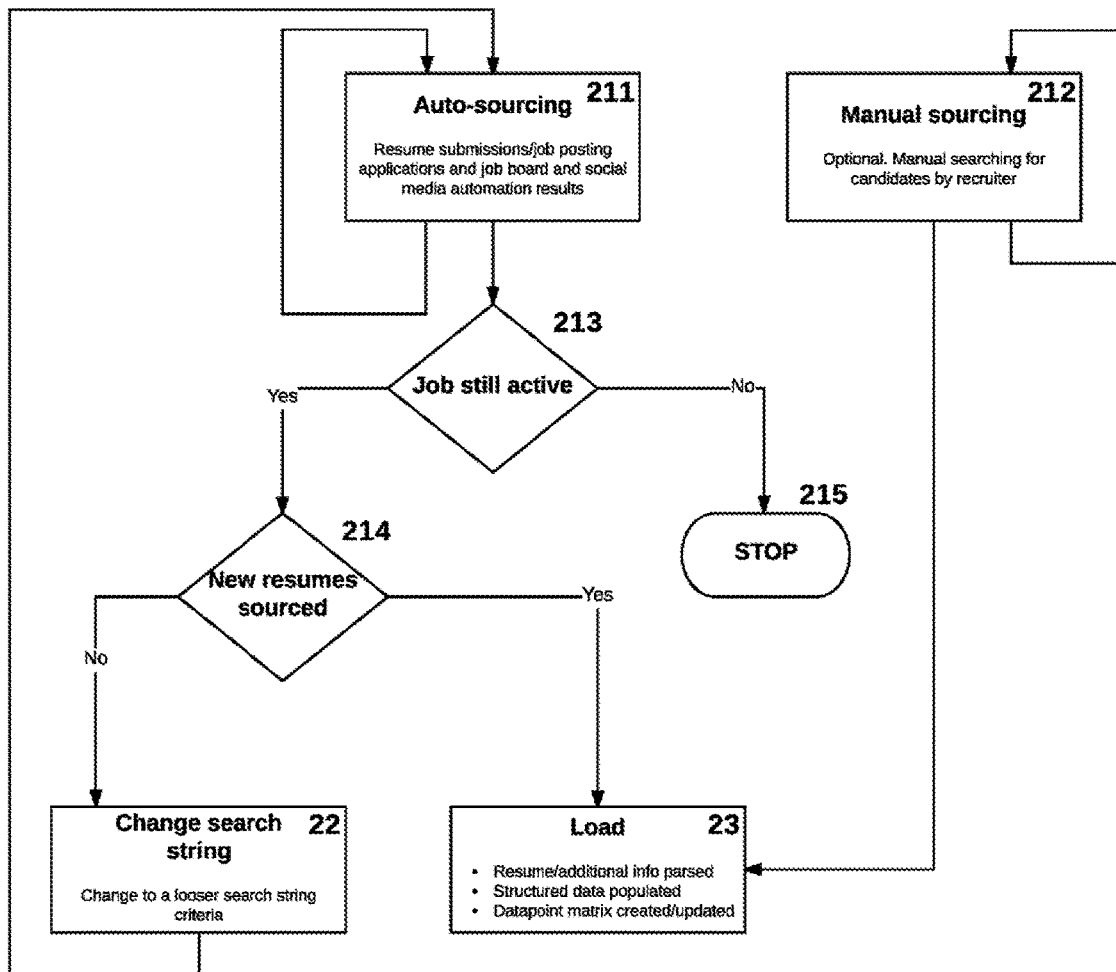 211
Auto-sourcing
Resume submissions/job posting
applications and job board and social
media automation results
212
Manual sourcing
Optional. Manual searching for
candidates by recruiter
213
Job still active
Yes
No
214
New resumes
sourced
215
STOP
Yes
No
Change search 22
string
Change to a looser search string
criteria
Load 23
• Resume/additional info parsed
• Structured data populated
• Datapoint matrix created/updated